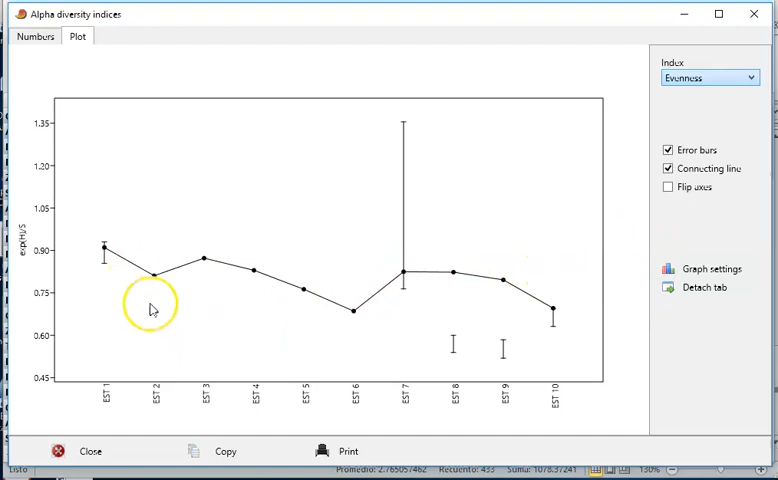 Alpha diversity indices
Numbers Plot
Index
Evenness
Error bars
Connecting line
Flip axes
Graph settings
Detach tab
exp(H)/S
1.35
1.20
1.05
0.90
0.75
0.60
0.45
EST 1 EST 2 EST 3 EST 4 EST 5 EST 6 EST 7 EST 8 EST 9 EST 10
Close Copy Print
Listo Promedio: 2.765057462 Recuento: 433 Suma: 1078.37241 130%